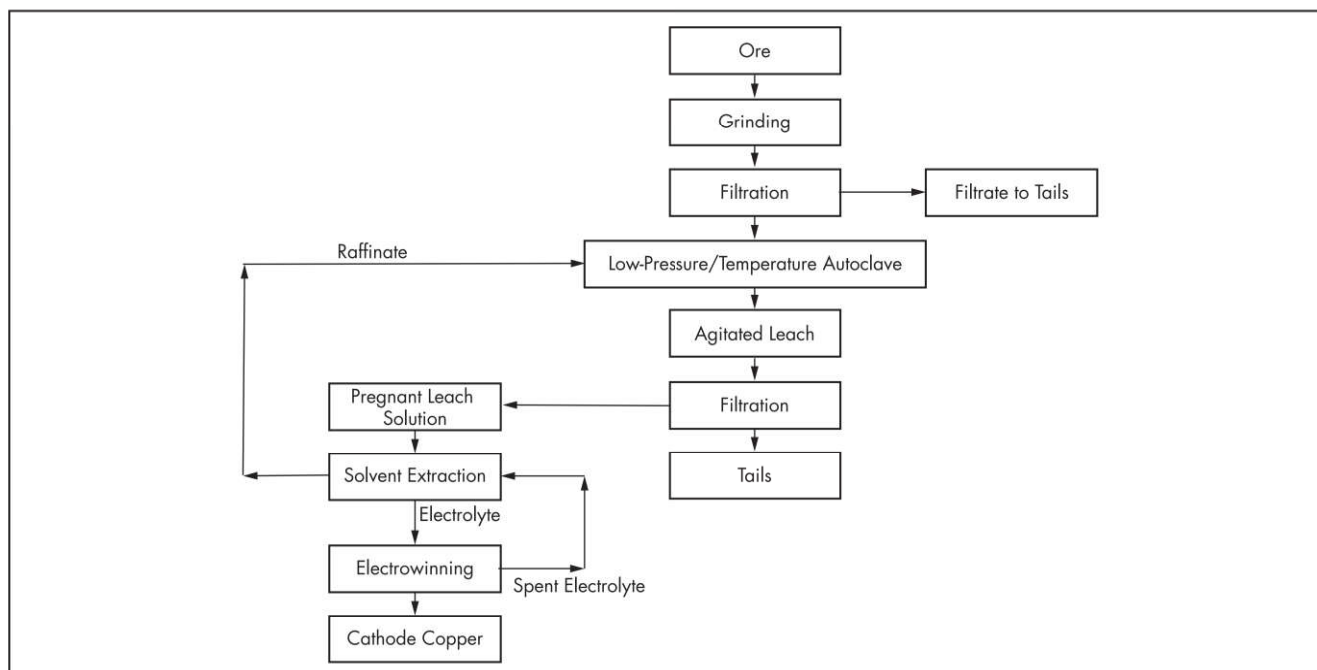 Ore
Grinding
Filtration
Filtrate to Tails
Raffinate
Low-Pressure/Temperature Autoclave
Agitated Leach
Pregnant Leach
Solution
Filtration
Solvent Extraction
Tails
Electrolyte
Electrowinning
Spent Electrolyte
Cathode Copper